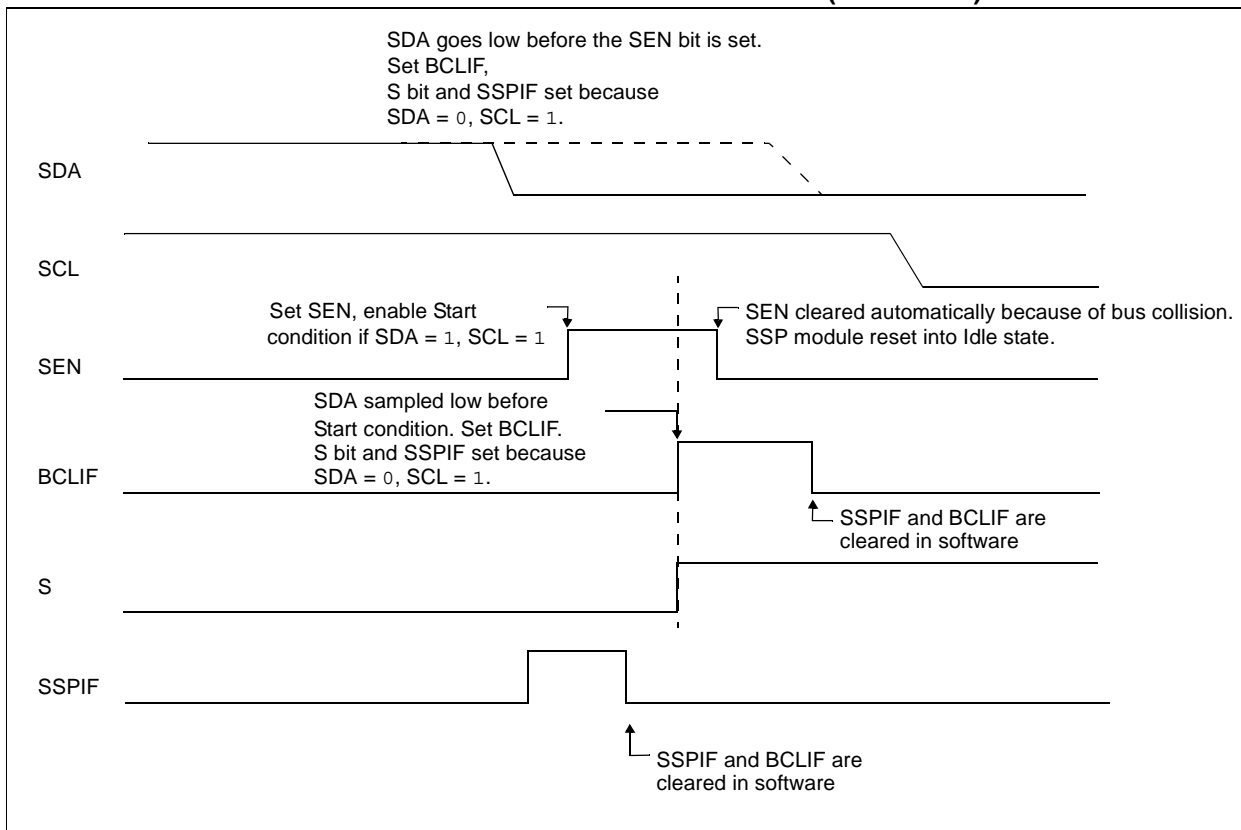 SDA goes low before the SEN bit is set.
Set BCLIF,
S bit and SSPIF set because
SDA = 0, SCL = 1.
SDA
SCL
Set SEN, enable Start
condition if SDA = 1, SCL = 1
SEN cleared automatically because of bus collision.
SSP module reset into Idle state.
SEN
SDA sampled low before
Start condition. Set BCLIF.
S bit and SSPIF set because
SDA = 0, SCL = 1.
BCLIF
SSPIF and BCLIF are
cleared in software
S
SSPIF
SSPIF and BCLIF are
cleared in software